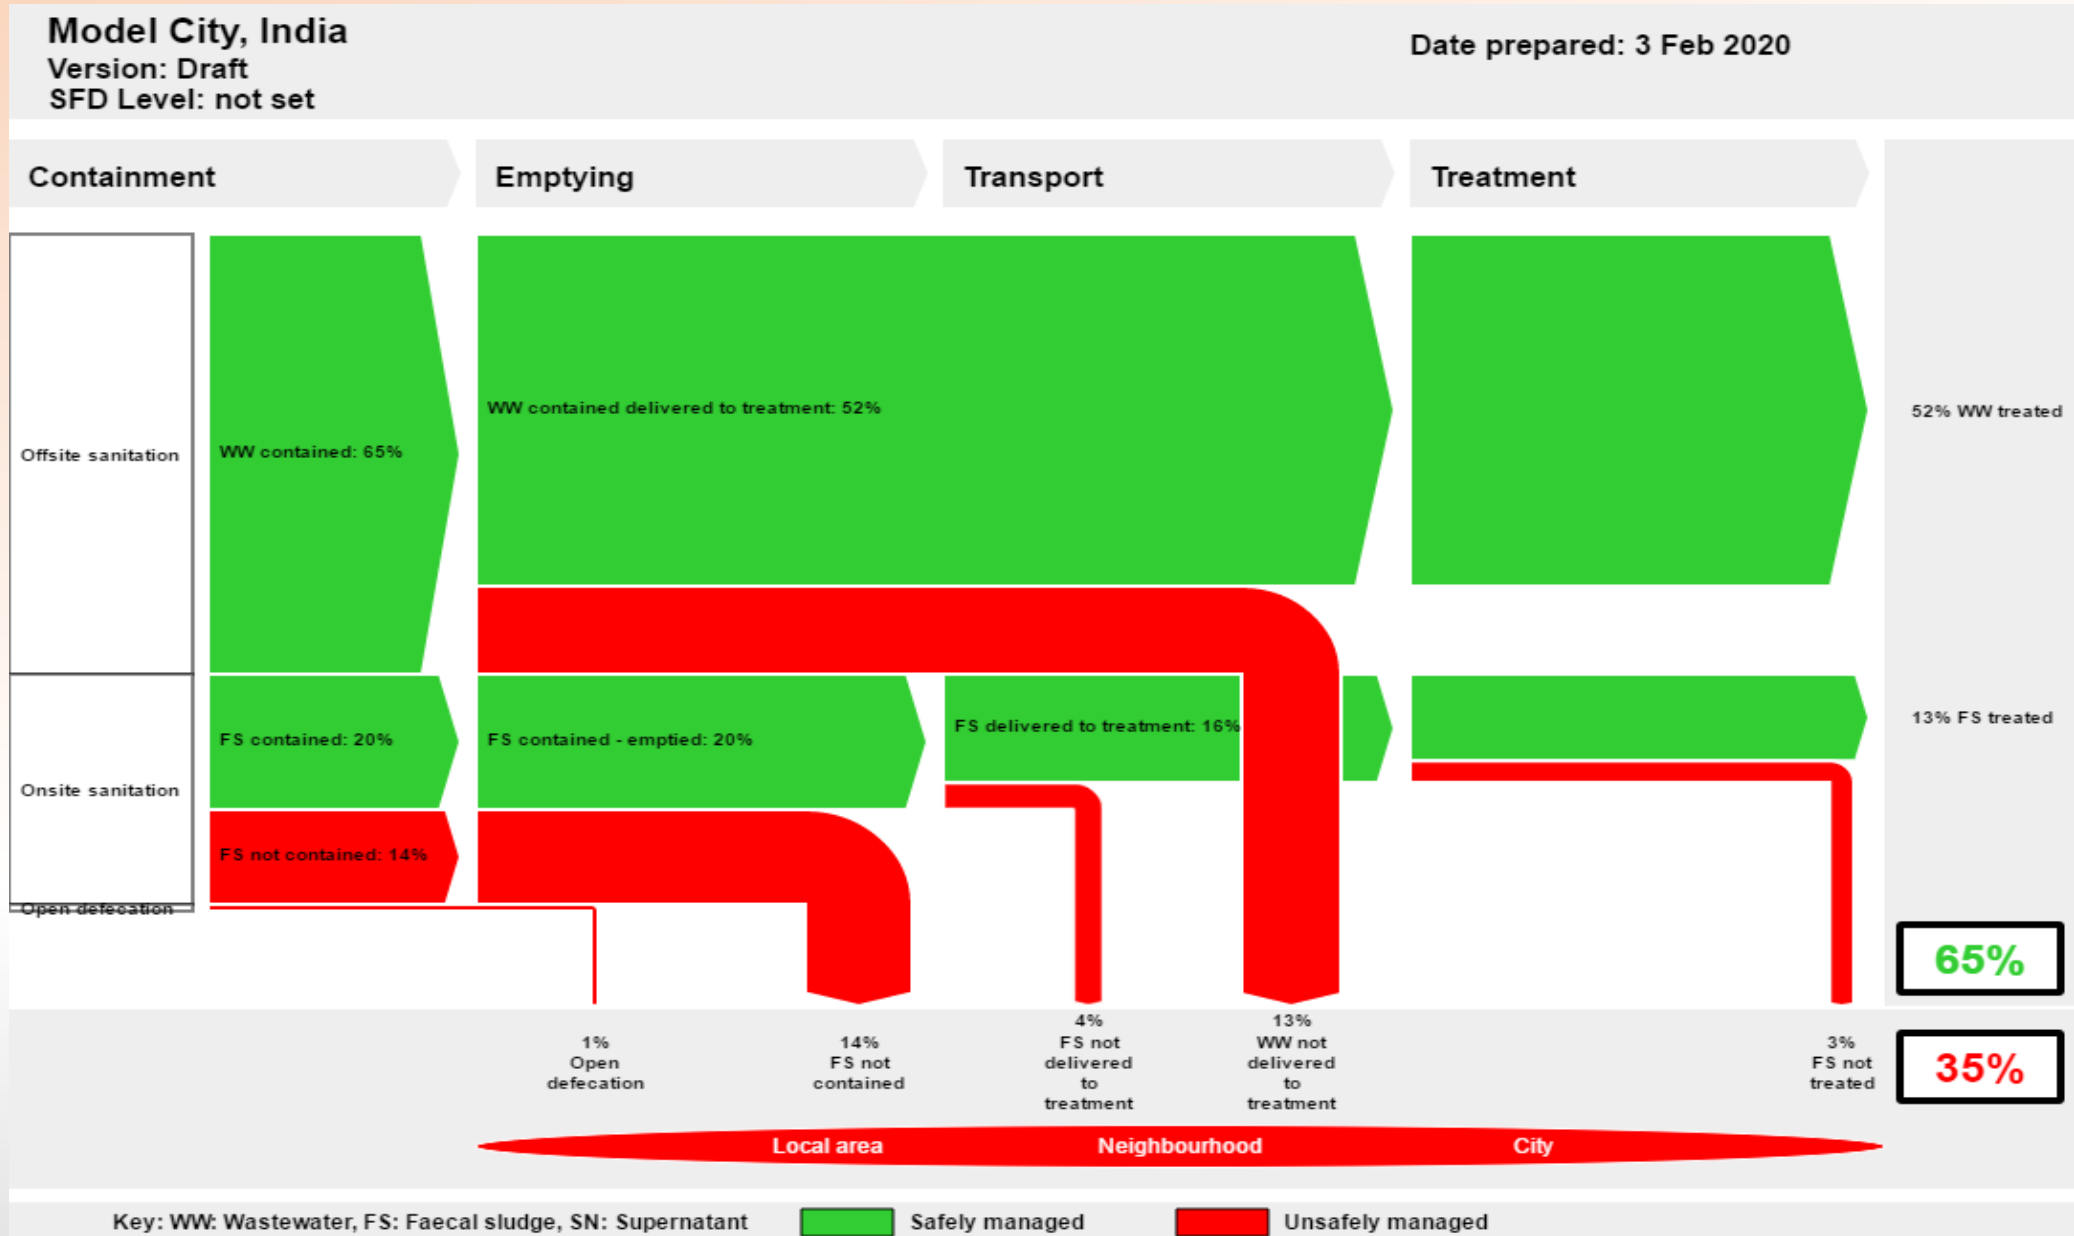 Model City, India
Version: Draft
SFD Level: not set
Date prepared: 3 Feb 2020
Containment
Emptying
Transport
Treatment
Offsite sanitation
WW contained: 65%
WW contained delivered to treatment: 52%
52% WW treated
Onsite sanitation
FS contained: 20%
FS contained - emptied: 20%
FS delivered to treatment: 16%
13% FS treated
FS not contained: 14%
Open defecation
65%
1%
Open
defecation
14%
FS not
contained
4%
FS not
delivered
to
treatment
13%
WW not
delivered
to
treatment
3%
FS not
treated
35%
Local area
Neighbourhood
City
Key: WW: Wastewater, FS: Faecal sludge, SN: Supernatant
Safely managed
Unsafely managed